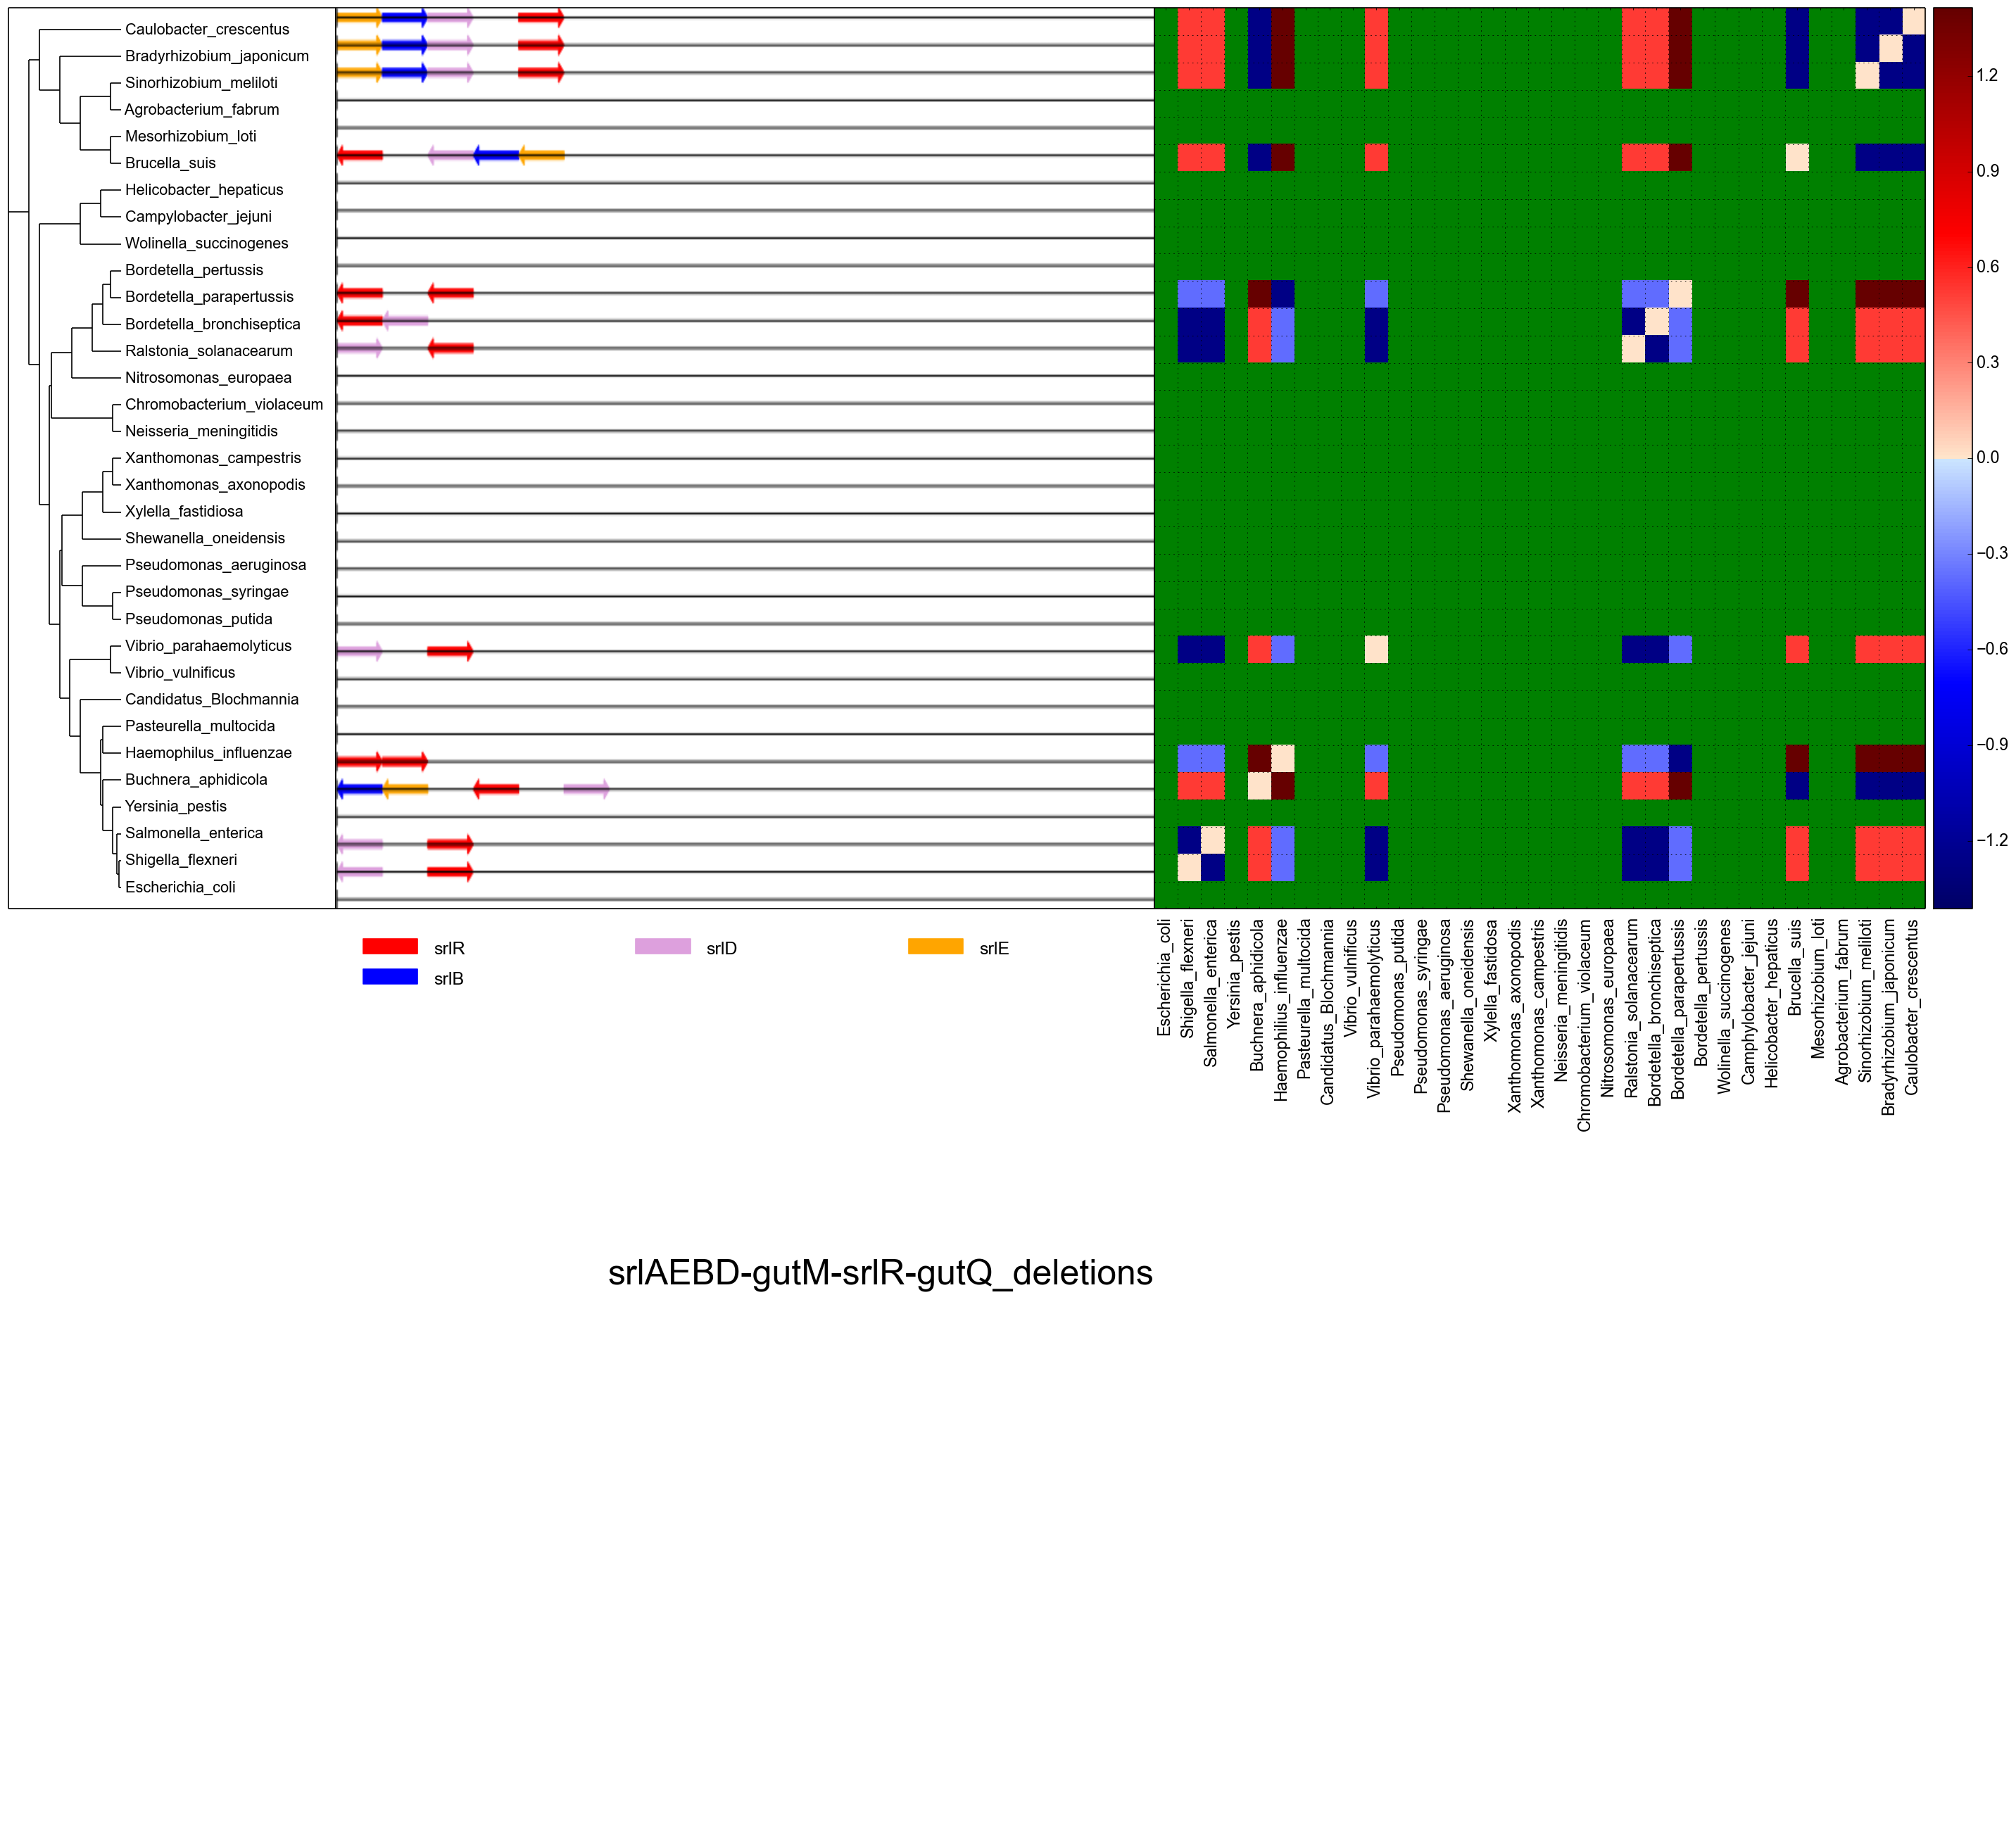 Caulobacter_crescentus
Bradyrhizobium_japonicum
Sinorhizobium_meliloti
Agrobacterium_fabrum
Mesorhizobium_loti
Brucella_suis
Helicobacter_hepaticus
Campylobacter_jejuni
Wolinella_succinogenes
Bordetella_pertussis
Bordetella_parapertussis
Bordetella_bronchiseptica
Ralstonia_solanacearum
Nitrosomonas_europaea
Chromobacterium_violaceum
Neisseria_meningitidis
Xanthomonas_campestris
Xanthomonas_axonopodis
Xylella_fastidiosa
Shewanella_oneidensis
Pseudomonas_aeruginosa
Pseudomonas_syringae
Pseudomonas_putida
Vibrio_parahaemolyticus
Vibrio_vulnificus
Candidatus_Blochmannia
Pasteurella_multocida
Haemophilus_influenzae
Buchnera_aphidicola
Yersinia_pestis
Salmonella_enterica
Shigella_flexneri
Escherichia_coli
1.2
0.9
0.6
0.3
0.0
−0.3
−0.6
−0.9
−1.2
srlR
srlD
srlE
srlB
Escherichia_coli
Shigella_flexneri
Salmonella_enterica
Yersinia_pestis
Buchnera_aphidicola
Haemophilius_influenzae
Pasteurella_multocida
Candidatus_Blochmannia
Vibrio_vulnificus
Vibrio_parahaemolyticus
Pseudomonas_putida
Pseudomonas_syringae
Pseudomonas_aeruginosa
Shewanella_oneidensis
Xylella_fastidiosa
Xanthomonas_axonopodis
Xanthomonas_campestris
Neisseria_meningitidis
Chromobacterium_violaceum
Nitrosomonas_europaea
Ralstonia_solanacearum
Bordetella_bronchiseptica
Bordetella_parapertussis
Bordetella_pertussis
Wolinella_succinogenes
Camphylobacter_jejuni
Helicobacter_hepaticus
Brucella_suis
Mesorhizobium_loti
Agrobacterium_fabrum
Sinorhizobium_meliloti
Bradyrhizobium_japonicum
Caulobacter_crescentus
srlAEBD-gutM-srlR-gutQ_deletions